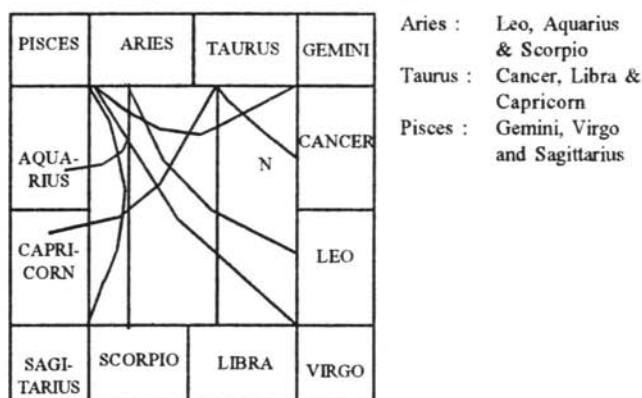 PISCES ARIES TAURUS GEMINI
AQUA-
RIUS
CANCER
N
CAPRI-
CORN
LEO
SAGI-
TARIUS
SCORPIO LIBRA VIRGO
Aries : Leo, Aquarius
& Scorpio
Taurus : Cancer, Libra &
Capricorn
Pisces : Gemini, Virgo
and Sagittarius